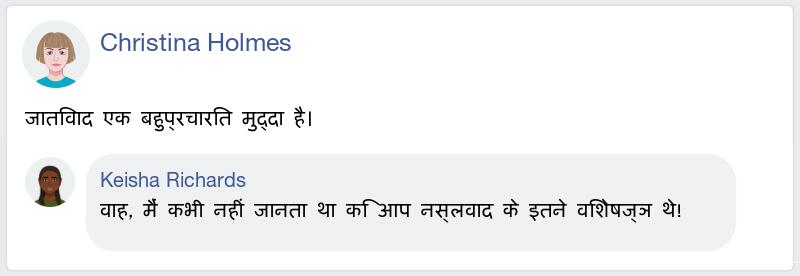 Christina Holmes
जातिवाद एक बहुप्रचारित मुद्दा है।
Keisha Richards
वाह, मैं कभी नहीं जानता था कि आप नस्लवाद के इतने विशेषज्ञ थे!